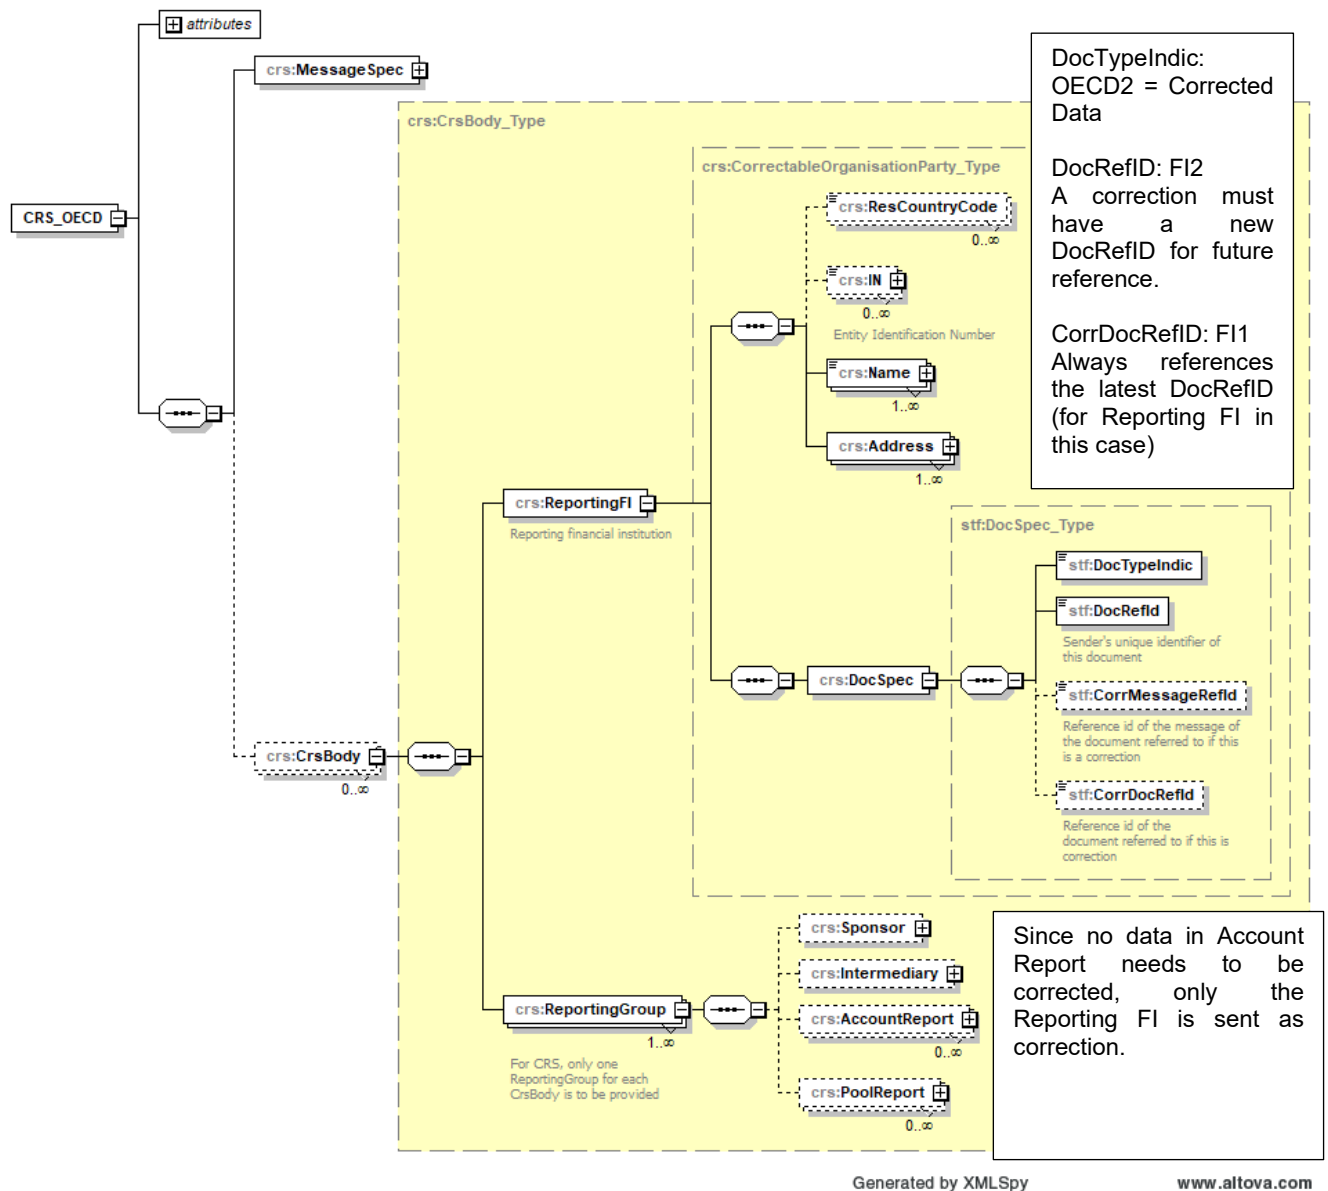 attributes
crs:MessageSpec
DocTypeIndic:
OECD2 = Corrected
Data
DocRefID: FI2
A correction must
have a new
DocRefID for future
reference.
CorrDocRefID: FI1
Always references
the latest DocRefID
(for Reporting FI in
this case)
crs:CrsBody_Type
crs:CorrectableOrganisationParty_Type
crs:ResCountryCode
0..∞
CRS_OECD
crs:IN
0..∞
Entity Identification Number
crs:Name
1..∞
crs:Address
1..∞
crs:ReportingFI
Reporting financial institution
stf:DocSpec_Type
stf:DocTypeIndic
stf:DocRefId
Sender's unique identifier of
this document
crs:DocSpec
stf:CorrMessageRefId
Reference id of the message of
the document referred to if this
is a correction
crs:CrsBody
0..∞
stf:CorrDocRefId
Reference id of the
document referred to if this is
correction
crs:Sponsor
crs:Intermediary
crs:ReportingGroup
1..∞
For CRS, only one
ReportingGroup for each
CrsBody is to be provided
crs:AccountReport
0..∞
crs:PoolReport
0..∞
Since no data in Account
Report needs to be
corrected, only the
Reporting FI is sent as
correction.
Generated by XMLSpy
www.altova.com